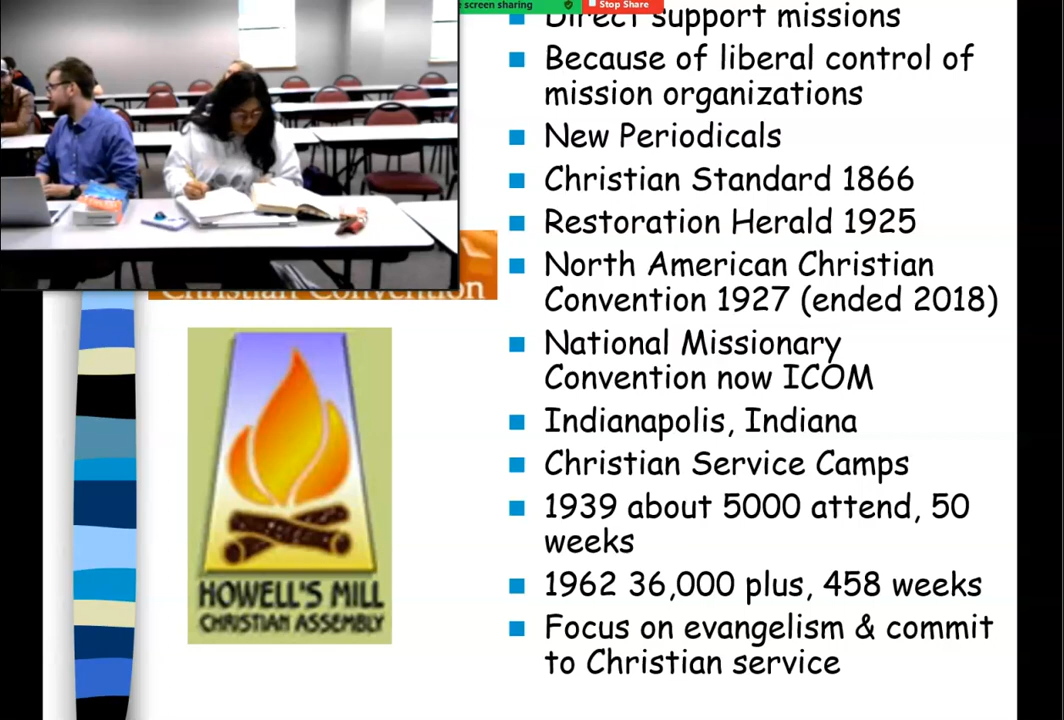 screen sharing
Stop Share
Direct support missions
Because of liberal control of
mission organizations
New Periodicals
Christian Standard 1866
Restoration Herald 1925
North American Christian
Convention 1927 (ended 2018)
National Missionary
Convention now ICOM
Indianapolis, Indiana
Christian Service Camps
1939 about 5000 attend, 50
weeks
1962 36,000 plus, 458 weeks
Focus on evangelism & commit
to Christian service
Christian Convention
HOWELL'S MILL
CHRISTIAN ASSEMBLY